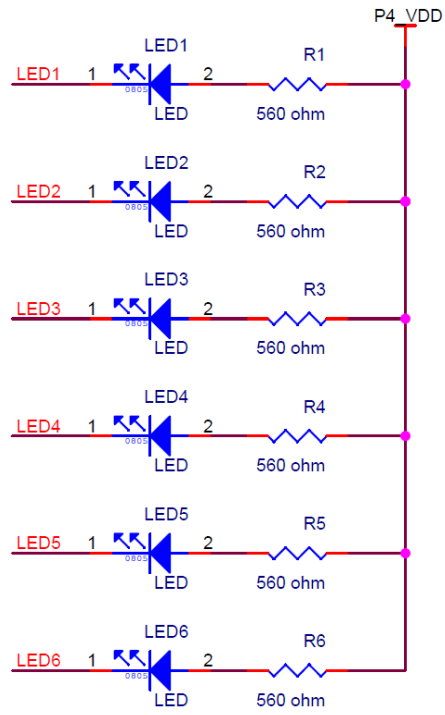 P4_VDD
LED1 R1
LED1 1 2
0805
LED 560 ohm
LED2 R2
LED2 1 2
0805
LED 560 ohm
LED3 R3
LED3 1 2
0805
LED 560 ohm
LED4 R4
LED4 1 2
0805
LED 560 ohm
LED5 R5
LED5 1 2
0805
LED 560 ohm
LED6 R6
LED6 1 2
0805
LED 560 ohm